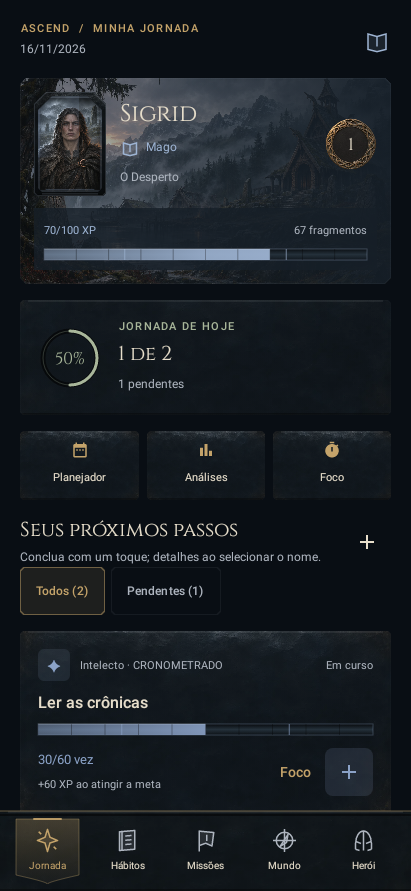 ASCEND / MINHA JORNADA
16/11/2026
Sigrid
Mago
O Desperto
1
70/100 XP
67 fragmentos
JORNADA DE HOJE
50%
1 de 2
1 pendentes
Planejador
Análises
Foco
Seus próximos passos
Conclua com um toque; detalhes ao selecionar o nome.
Todos (2)
Pendentes (1)
Intelecto · CRONOMETRADO
Em curso
Ler as crônicas
30/60 vez
+60 XP ao atingir a meta
Foco
Jornada
Hábitos
Missões
Mundo
Herói